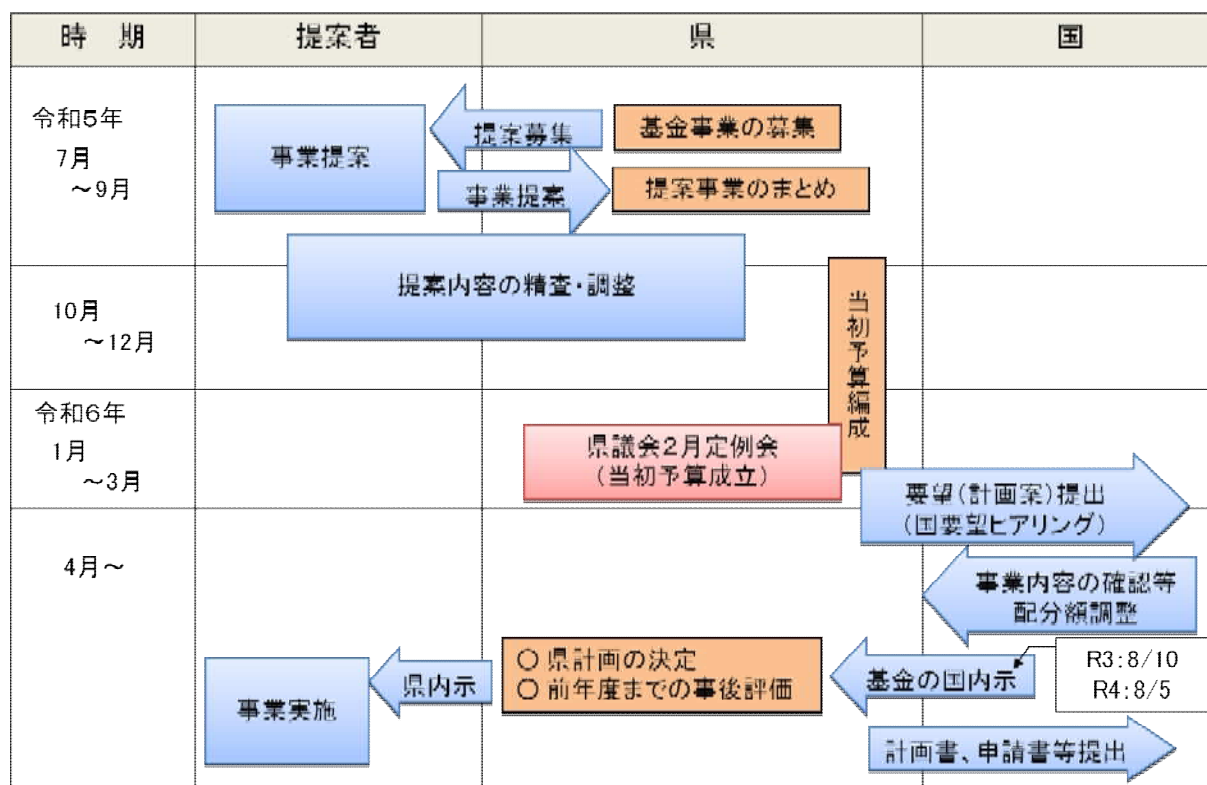 時　期
提案者
県
国
令和5年
7月
～9月
事業提案
提案募集
基金事業の募集
事業提案
提案事業のまとめ
提案内容の精査・調整
10月
～12月
当初予算編成
令和6年
1月
～3月
県議会2月定例会
(当初予算成立)
要望(計画案)提出
(国要望ヒアリング)
4月～
事業内容の確認等
配分額調整
事業実施
県内示
○ 県計画の決定
○ 前年度までの事後評価
基金の国内示
R3:8/10
R4:8/5
計画書、申請書等提出